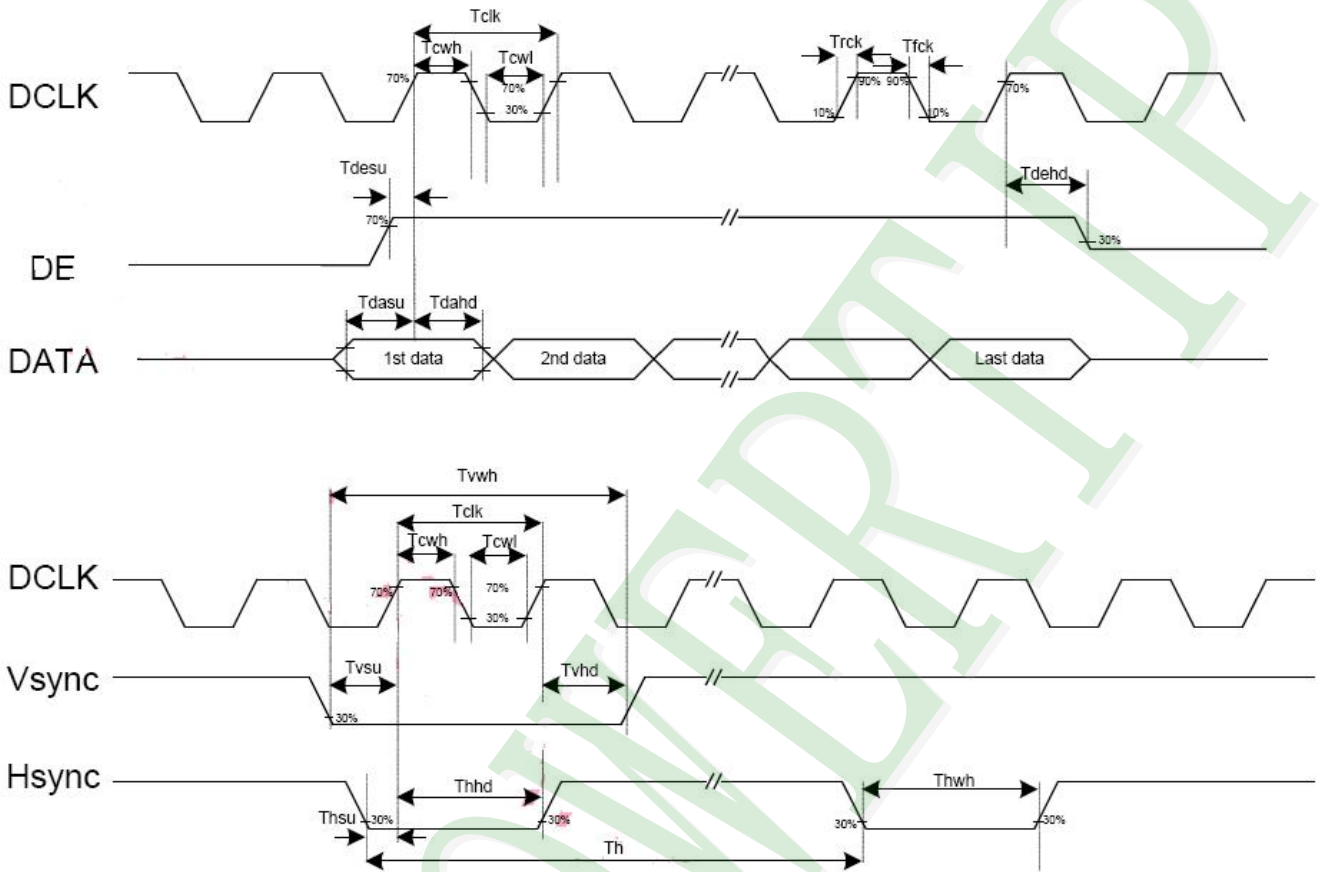 Tclk
Tcwh Tcwl Trck Tfck
DCLK 70% 70% 30% 10% 90% 90% 10% 70%
Tdesu Tdehd
DE 70% 30%
Tdasu Tdahd
DATA 1st data 2nd data Last data
Tvwh
Tclk
Tcwh Tcwl
DCLK 70% 70% 70% 30%
Vsync Tvsu Tvhd
30%
Hsync Thhd Thwh
Thsu 30% 30% 30% 30%
Th
POWERTIP